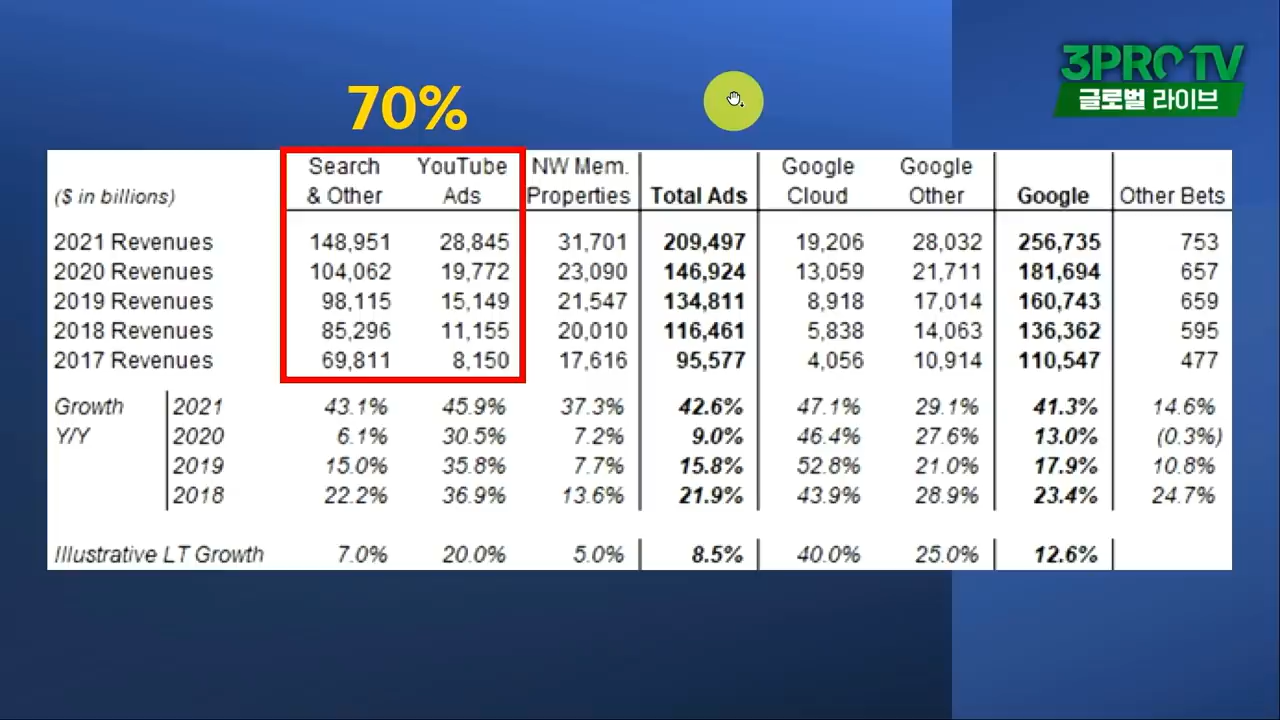 3PRO TV
글로벌 라이브
70%
($ in billions) Search & Other YouTube Ads NW Mem. Properties Total Ads Google Cloud Google Other Google Other Bets
2021 Revenues 148,951 28,845 31,701 209,497 19,206 28,032 256,735 753
2020 Revenues 104,062 19,772 23,090 146,924 13,059 21,711 181,694 657
2019 Revenues 98,115 15,149 21,547 134,811 8,918 17,014 160,743 659
2018 Revenues 85,296 11,155 20,010 116,461 5,838 14,063 136,362 595
2017 Revenues 69,811 8,150 17,616 95,577 4,056 10,914 110,547 477
Growth 2021 43.1% 45.9% 37.3% 42.6% 47.1% 29.1% 41.3% 14.6%
Y/Y 2020 6.1% 30.5% 7.2% 9.0% 46.4% 27.6% 13.0% (0.3%)
2019 15.0% 35.8% 7.7% 15.8% 52.8% 21.0% 17.9% 10.8%
2018 22.2% 36.9% 13.6% 21.9% 43.9% 28.9% 23.4% 24.7%
Illustrative LT Growth 7.0% 20.0% 5.0% 8.5% 40.0% 25.0% 12.6%